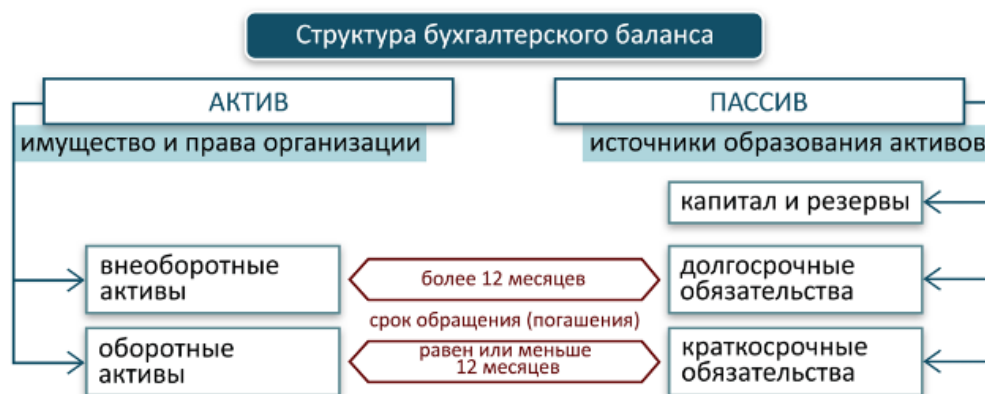 Структура бухгалтерского баланса
АКТИВ
ПАССИВ
имущество и права организации
источники образования активов
капитал и резервы
внеоборотные
активы
более 12 месяцев
долгосрочные
обязательства
срок обращения (погашения)
оборотные
активы
равен или меньше
12 месяцев
краткосрочные
обязательства